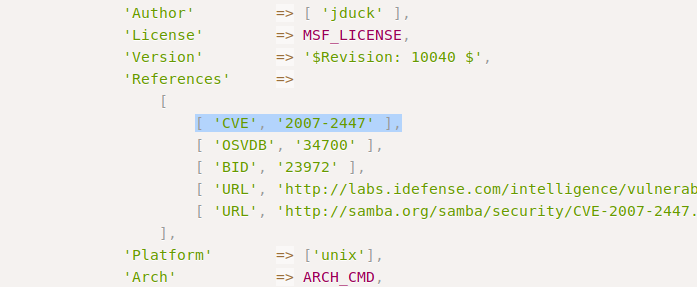 'Author' => [ 'jduck' ],
'License' => MSF_LICENSE,
'Version' => '$Revision: 10040 $',
'References' =>
[
[ 'CVE', '2007-2447' ],
[ 'OSVDB', '34700' ],
[ 'BID', '23972' ],
[ 'URL', 'http://labs.idefense.com/intelligence/vulnerab
[ 'URL', 'http://samba.org/samba/security/CVE-2007-2447.
],
'Platform' => ['unix'],
'Arch' => ARCH_CMD,